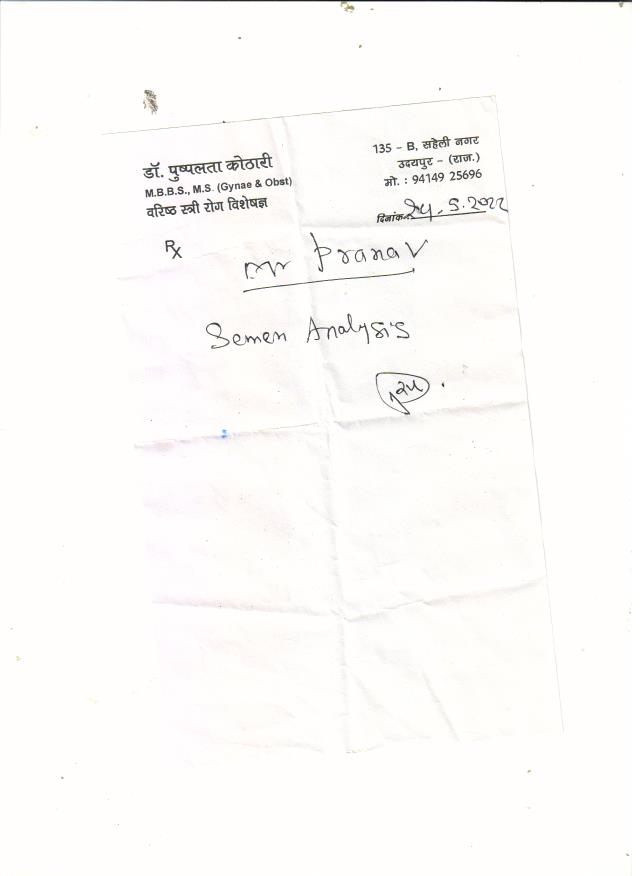 डॉ. पुष्पलता कोठारी
M.B.B.S., M.S. (Gynae & Obst)
वरिष्ठ स्त्री रोग विशेषज्ञ
135 - B, सहेली नगर
उदयपुर - (राज.)
मो. : 94149 25696
दिनांक 24.5.2022
Rx
Mr Pranav
Semen Analysis